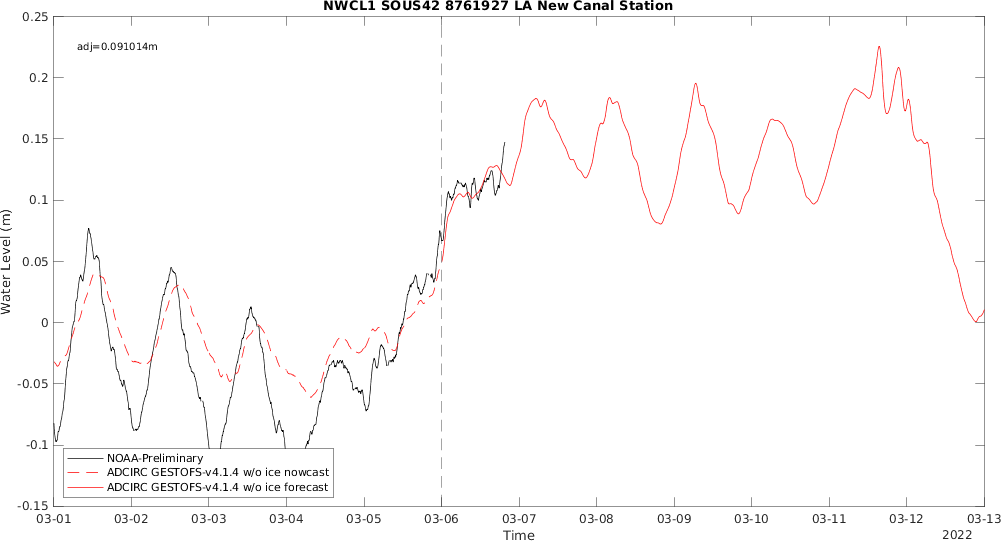 NWCL1 SOUS42 8761927 LA New Canal Station
adj=0.091014m
Water Level (m)
0.25
0.2
0.15
0.1
0.05
0
-0.05
-0.1
-0.15
NOAA-Preliminary
ADCIRC GESTOFS-v4.1.4 w/o ice nowcast
ADCIRC GESTOFS-v4.1.4 w/o ice forecast
03-01 03-02 03-03 03-04 03-05 03-06 03-07 03-08 03-09 03-10 03-11 03-12 03-13
Time
2022